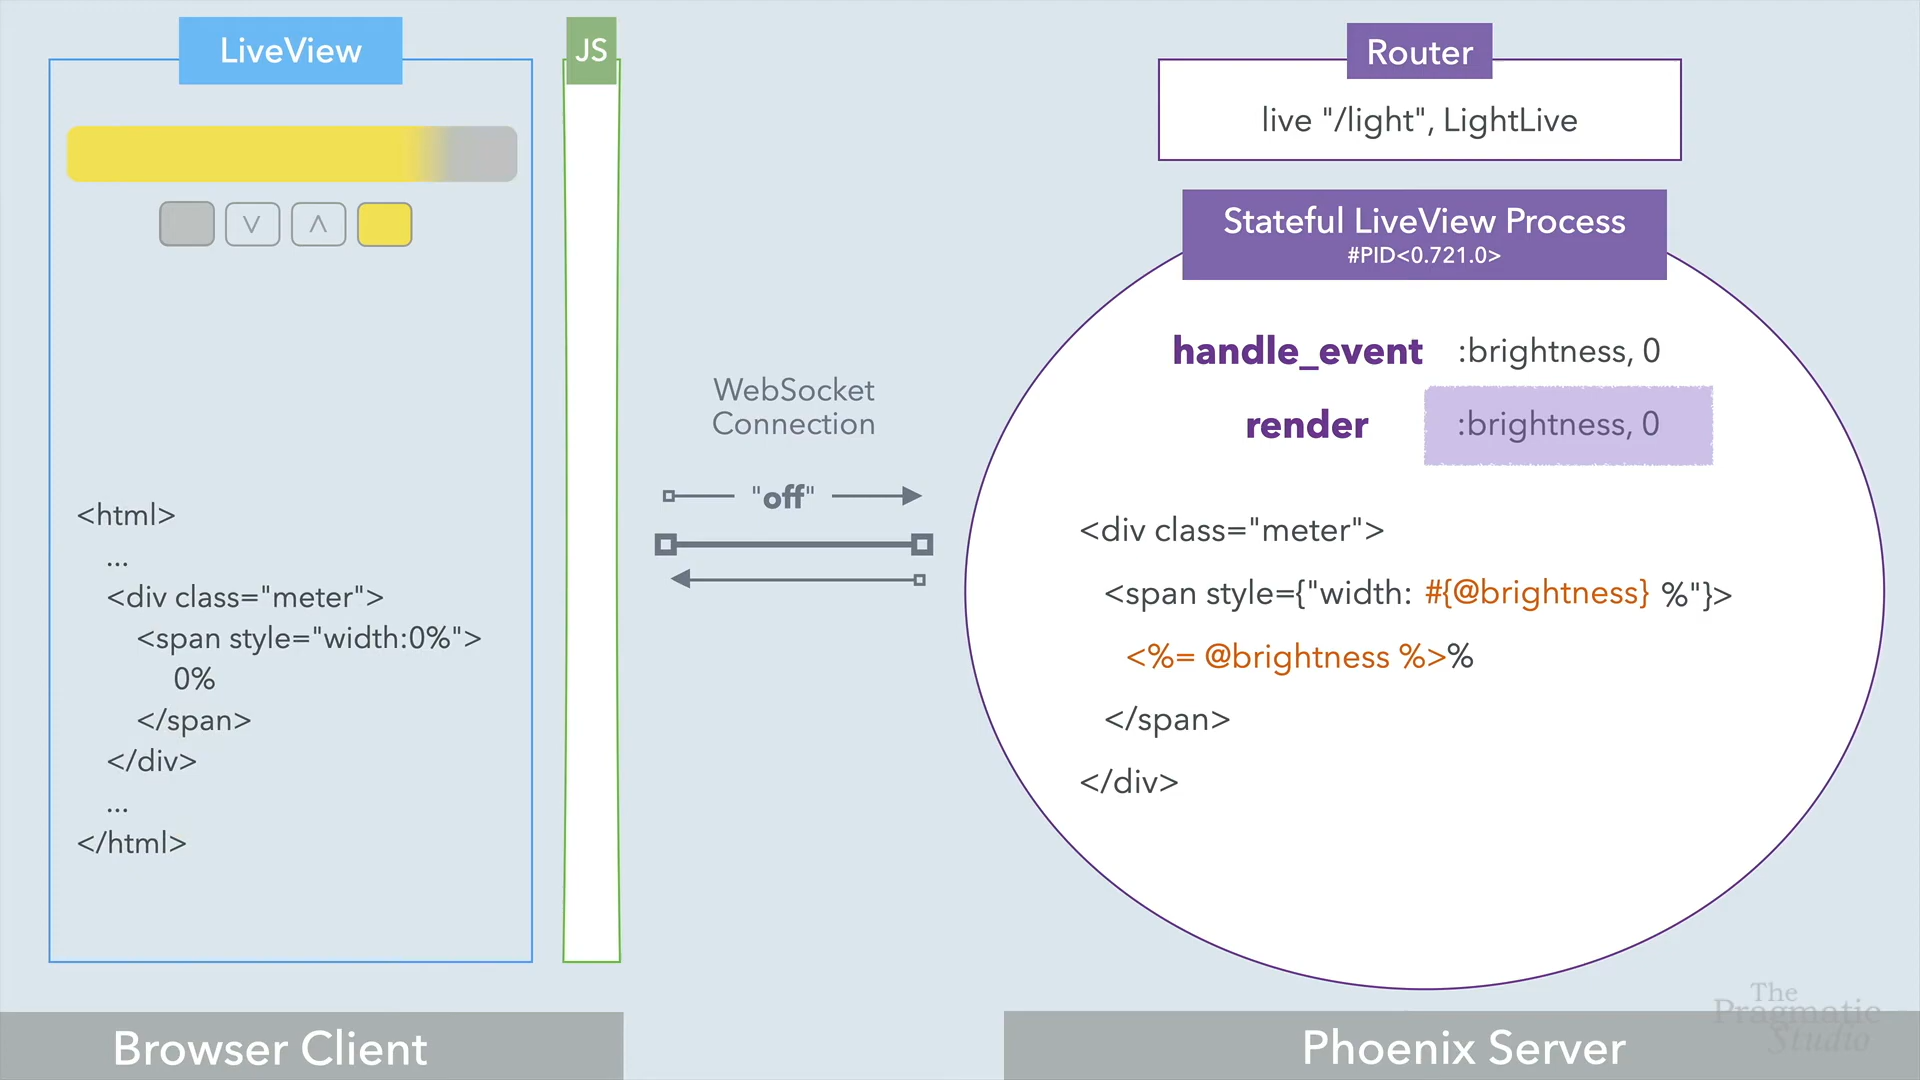 LiveView
JS
Router
live "/light", LightLive
Stateful LiveView Process
#PID<0.721.0>
handle_event :brightness, 0
render :brightness, 0
WebSocket
Connection
"off"
<html>
...
<div class="meter">
<span style="width:0%">
0%
</span>
</div>
...
</html>
<div class="meter">
<span style={"width: #{@brightness} %"}>
<%= @brightness %>%
</span>
</div>
Browser Client
Phoenix Server
The
Pragmatic
Studio